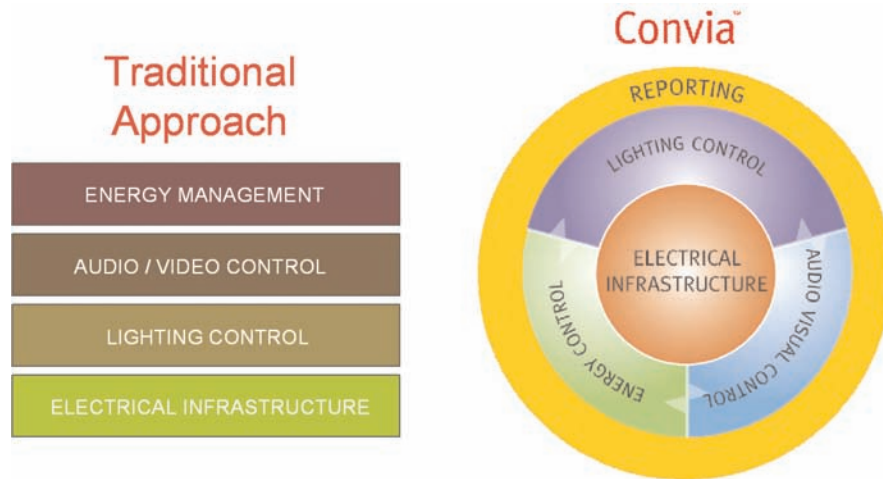 Traditional
Approach
ENERGY MANAGEMENT
AUDIO / VIDEO CONTROL
LIGHTING CONTROL
ELECTRICAL INFRASTRUCTURE
Convia™
REPORTING
LIGHTING CONTROL
ELECTRICAL
INFRASTRUCTURE
ENERGY CONTROL
AUDIO VISUAL CONTROL